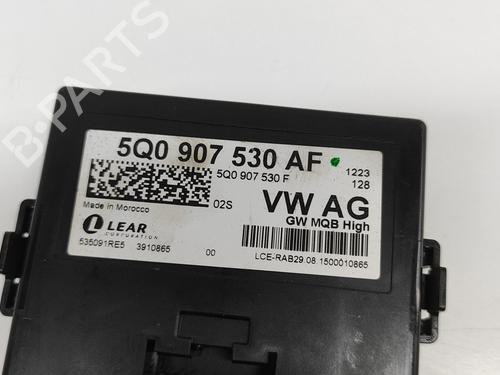 B-PARTS
5Q0 907 530 AF
1223
5Q0 907 530 F
128
02S
VW AG
Made in Morocco
GW MQB High
L LEAR
CORPORATION
535091RE5 3910865 00 LCE-RAB29.08.1500010865